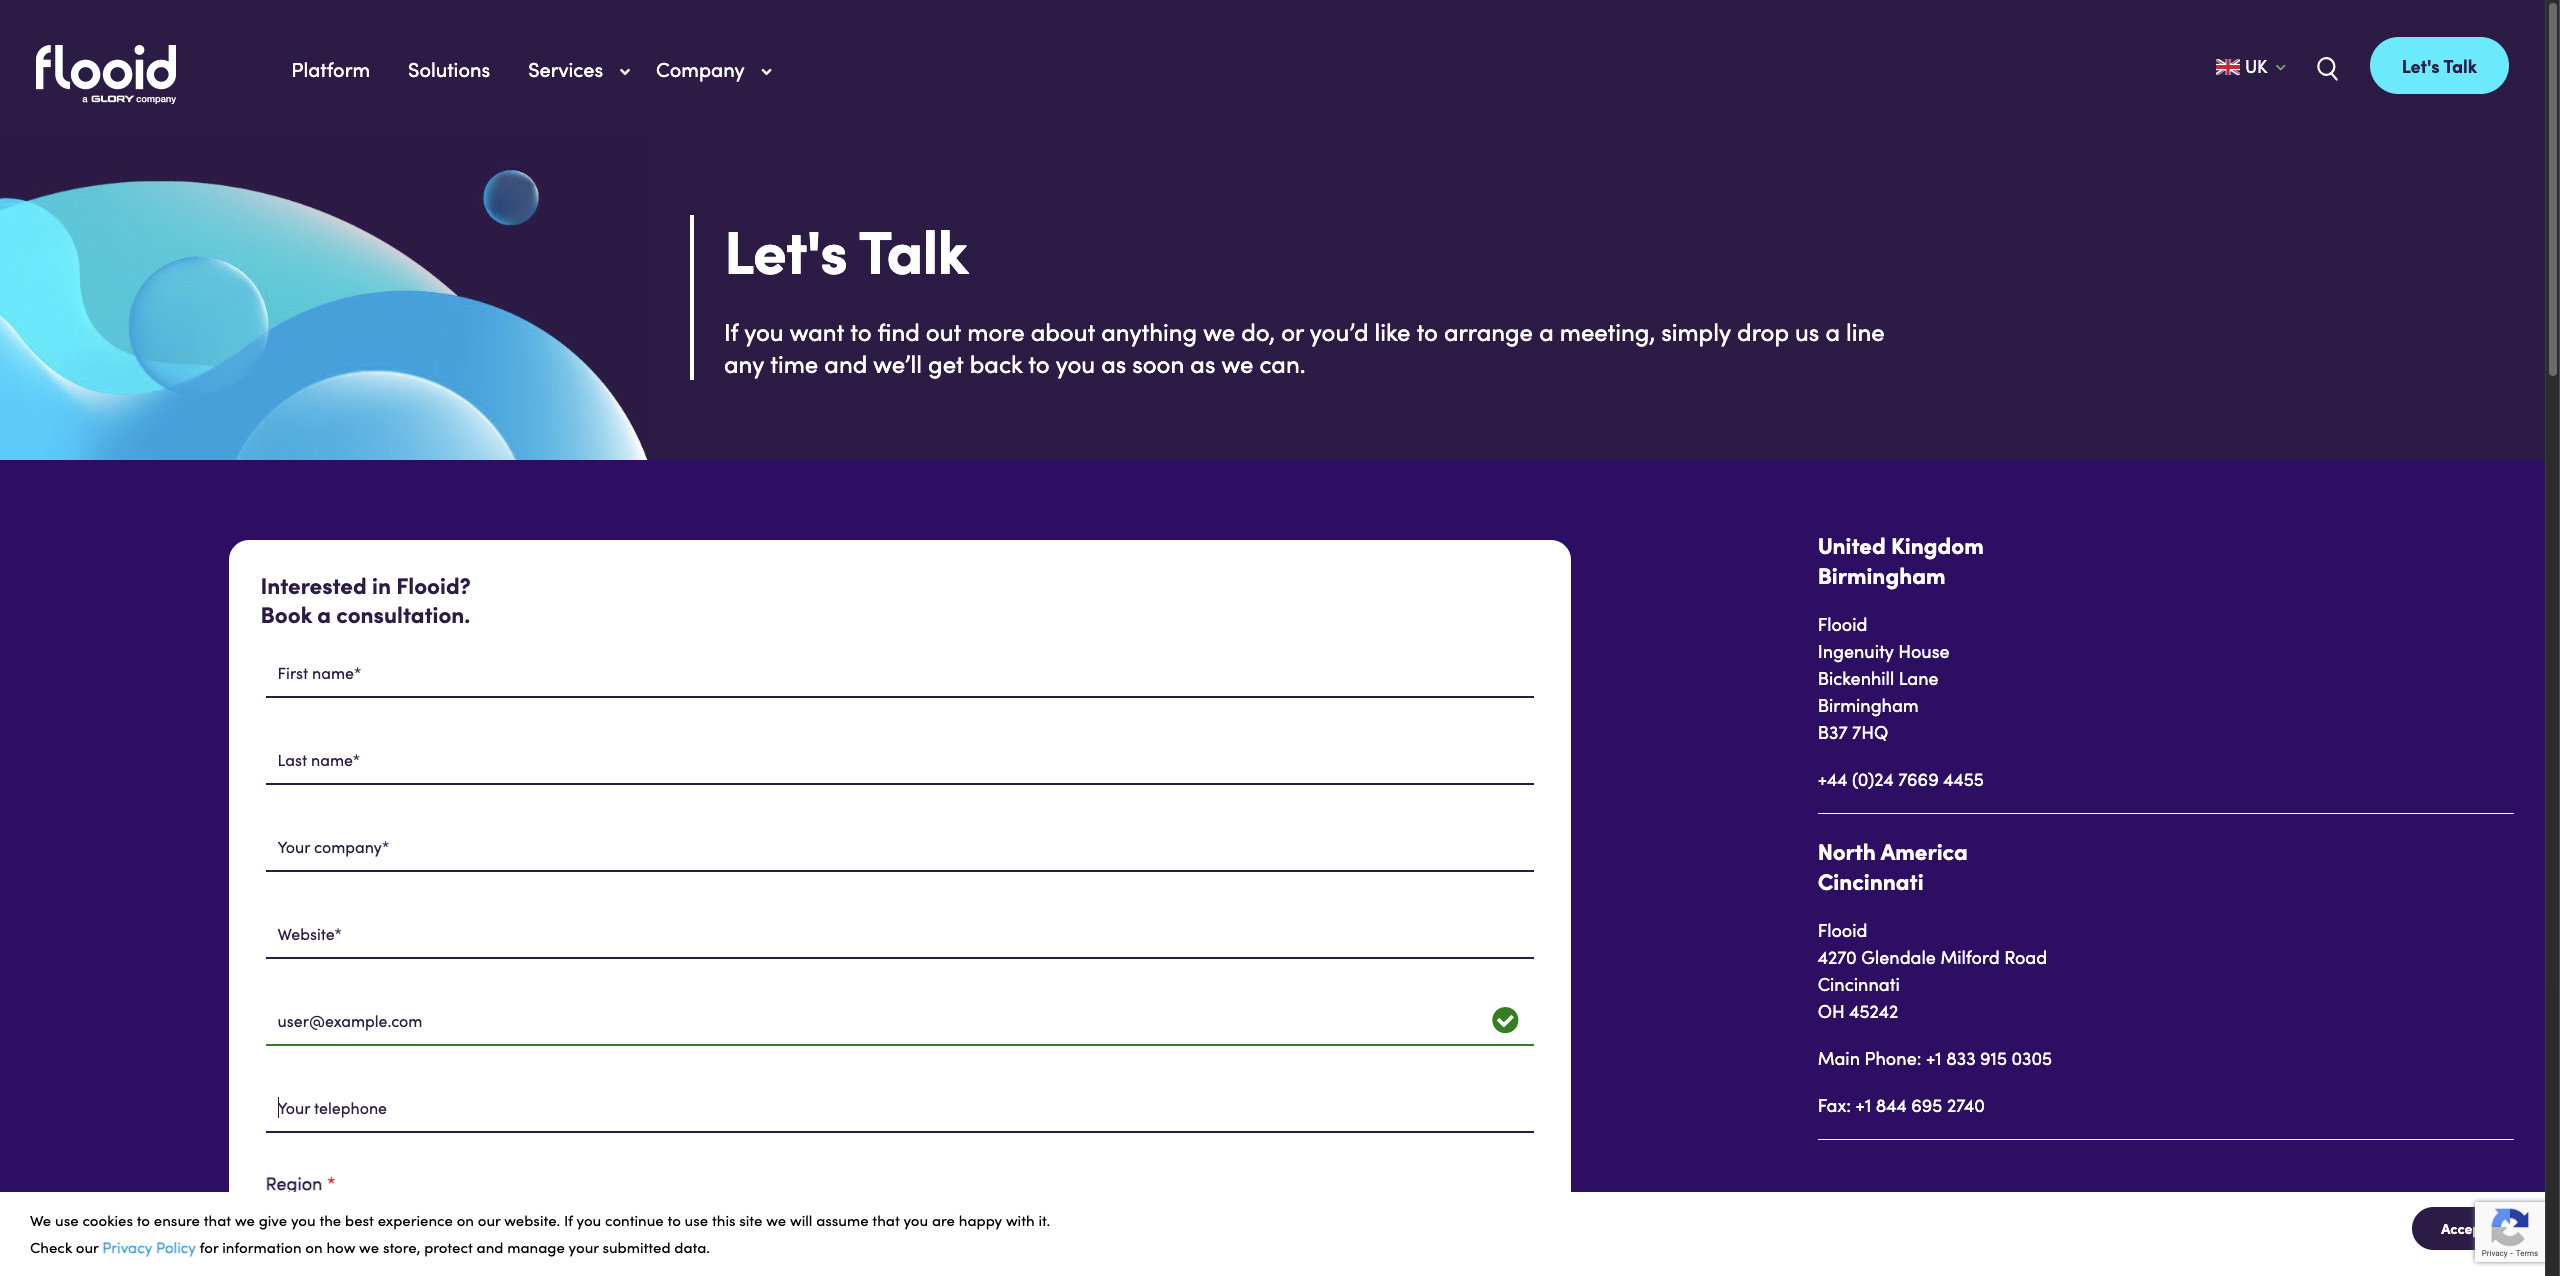 flooid
a GLORY company
Platform
Solutions
Services
Company
UK
Let's Talk
Let's Talk
If you want to find out more about anything we do, or you’d like to arrange a meeting, simply drop us a line
any time and we’ll get back to you as soon as we can.
Interested in Flooid?
Book a consultation.
First name*
Last name*
Your company*
Website*
user@example.com
Your telephone
Region *
United Kingdom
Birmingham
Flooid
Ingenuity House
Bickenhill Lane
Birmingham
B37 7HQ
+44 (0)24 7669 4455
North America
Cincinnati
Flooid
4270 Glendale Milford Road
Cincinnati
OH 45242
Main Phone: +1 833 915 0305
Fax: +1 844 695 2740
We use cookies to ensure that we give you the best experience on our website. If you continue to use this site we will assume that you are happy with it.
Check our Privacy Policy for information on how we store, protect and manage your submitted data.
Privacy - Terms